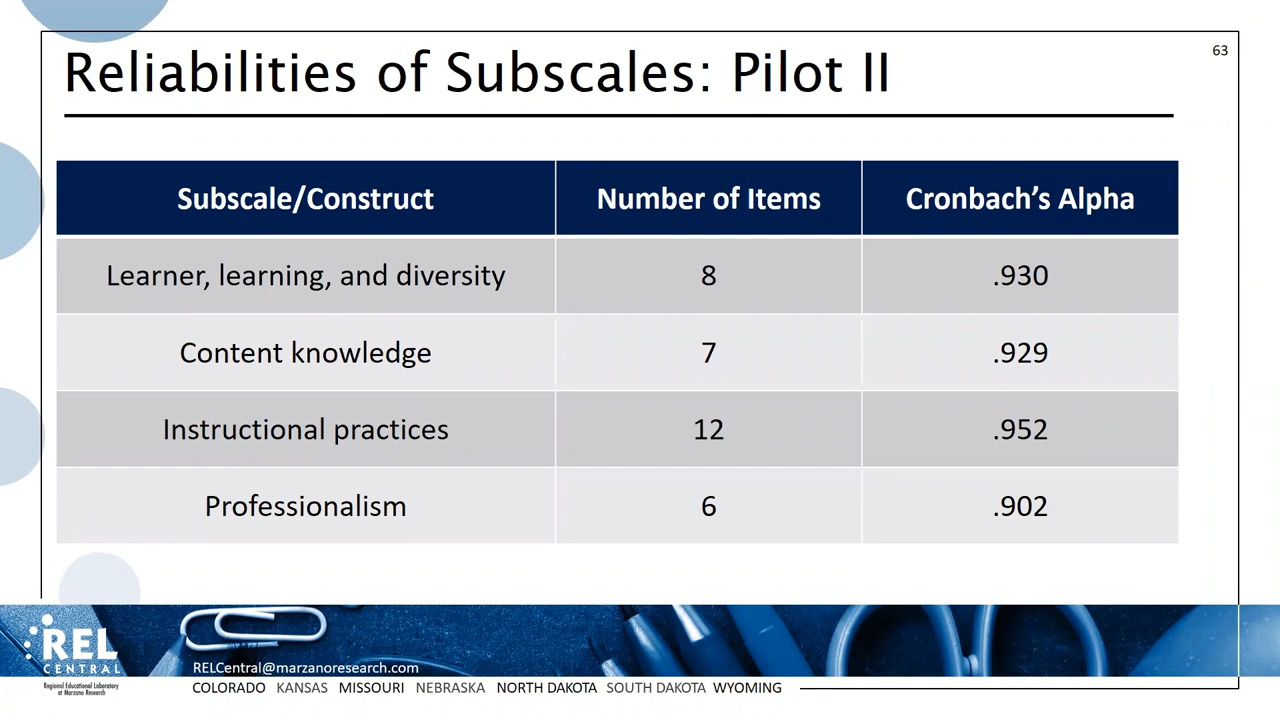 63
Reliabilities of Subscales: Pilot II
Subscale/Construct Number of Items Cronbach’s Alpha
Learner, learning, and diversity 8 .930
Content knowledge 7 .929
Instructional practices 12 .952
Professionalism 6 .902
REL
CENTRAL
Regional Educational Laboratory
at Marzano Research
RELCentral@marzanoresearch.com
COLORADO KANSAS MISSOURI NEBRASKA NORTH DAKOTA SOUTH DAKOTA WYOMING